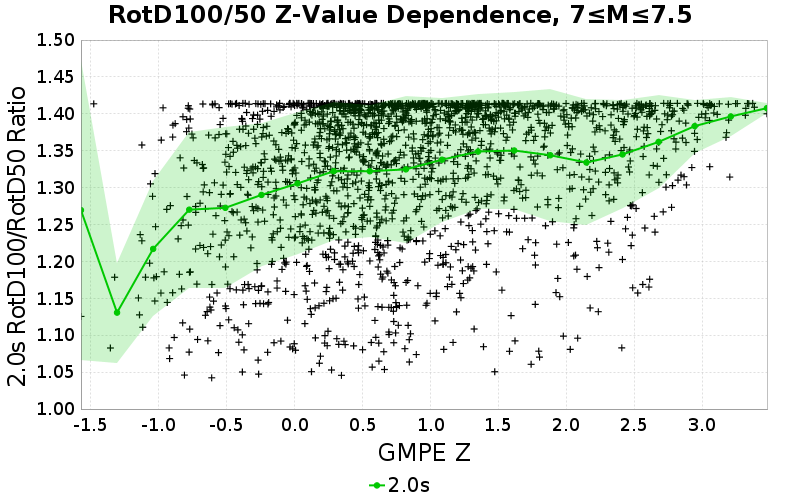 RotD100/50 Z-Value Dependence, 7≤M≤7.5
2.0s RotD100/RotD50 Ratio
1.50
1.45
1.40
1.35
1.30
1.25
1.20
1.15
1.10
1.05
1.00
-1.5 -1.0 -0.5 0.0 0.5 1.0 1.5 2.0 2.5 3.0
GMPE Z
2.0s